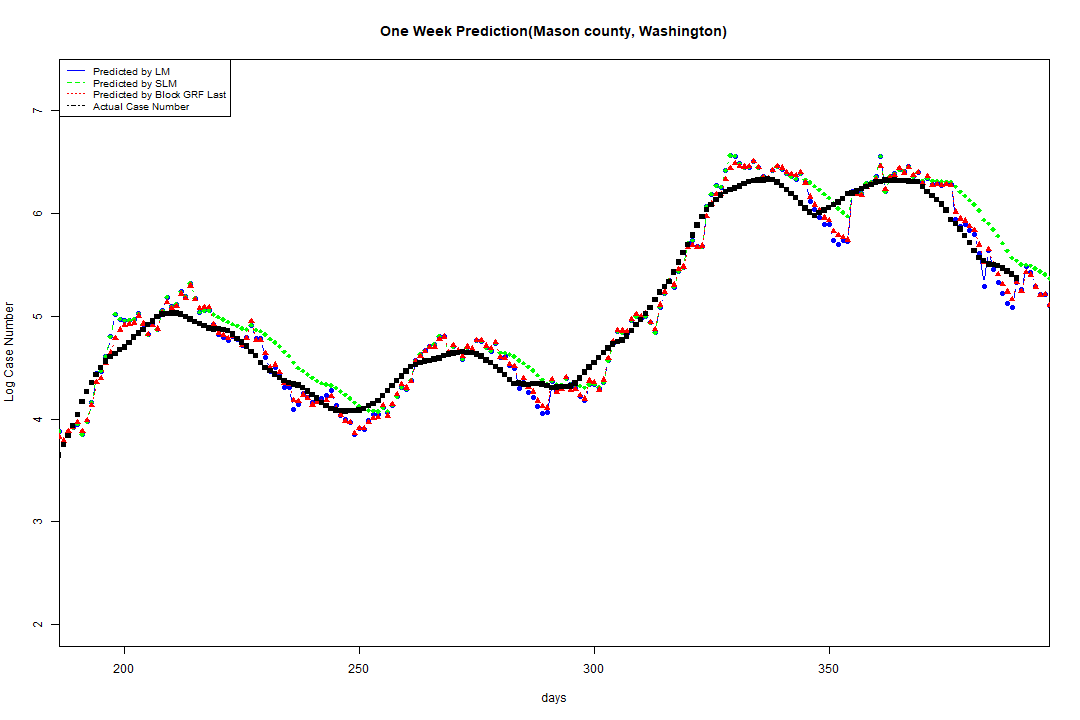 One Week Prediction(Mason county, Washington)
Predicted by LM
Predicted by SLM
Predicted by Block GRF Last
Actual Case Number
7
6
5
4
3
2
Log Case Number
200
250
300
350
days